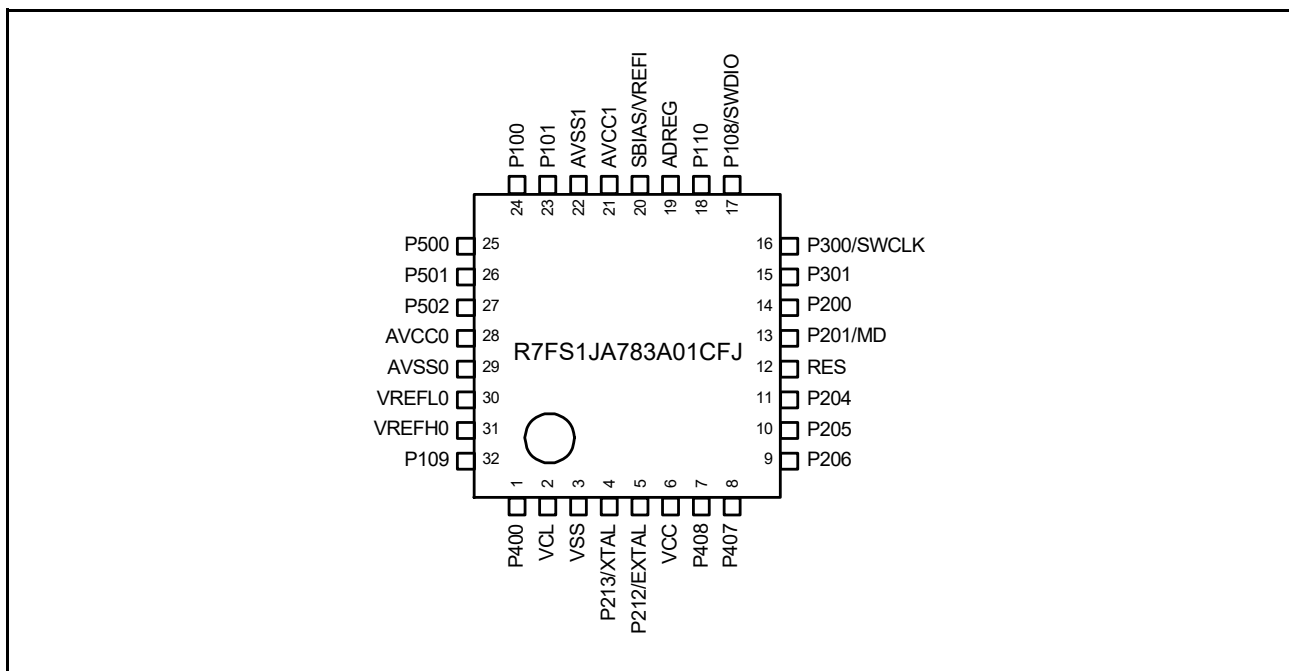 P100
P101
AVSS1
AVCC1
SBIAS/VREFI
ADREG
P110
P108/SWDIO
24
23
22
21
20
19
18
17
P500 25
16 P300/SWCLK
P501 26
15 P301
P502 27
14 P200
AVCC0 28
13 P201/MD
R7FS1JA783A01CFJ
AVSS0 29
12 RES
VREFL0 30
11 P204
VREFH0 31
10 P205
P109 32
9 P206
1
2
3
4
5
6
7
8
P400
VCL
VSS
P213/XTAL
P212/EXTAL
VCC
P408
P407